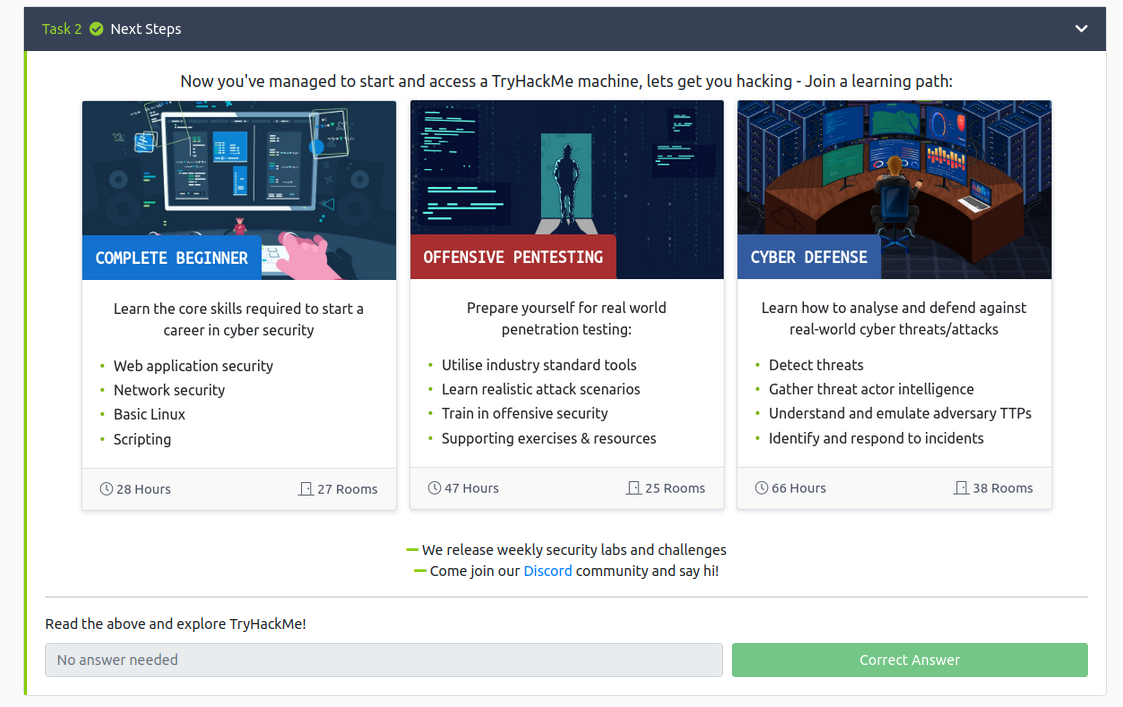 Task 2 Next Steps
Now you've managed to start and access a TryHackMe machine, lets get you hacking - Join a learning path:
COMPLETE BEGINNER
Learn the core skills required to start a
career in cyber security
• Web application security
• Network security
• Basic Linux
• Scripting
28 Hours 27 Rooms
OFFENSIVE PENTESTING
Prepare yourself for real world
penetration testing:
• Utilise industry standard tools
• Learn realistic attack scenarios
• Train in offensive security
• Supporting exercises & resources
47 Hours 25 Rooms
CYBER DEFENSE
Learn how to analyse and defend against
real-world cyber threats/attacks
• Detect threats
• Gather threat actor intelligence
• Understand and emulate adversary TTPs
• Identify and respond to incidents
66 Hours 38 Rooms
We release weekly security labs and challenges
Come join our Discord community and say hi!
Read the above and explore TryHackMe!
No answer needed
Correct Answer